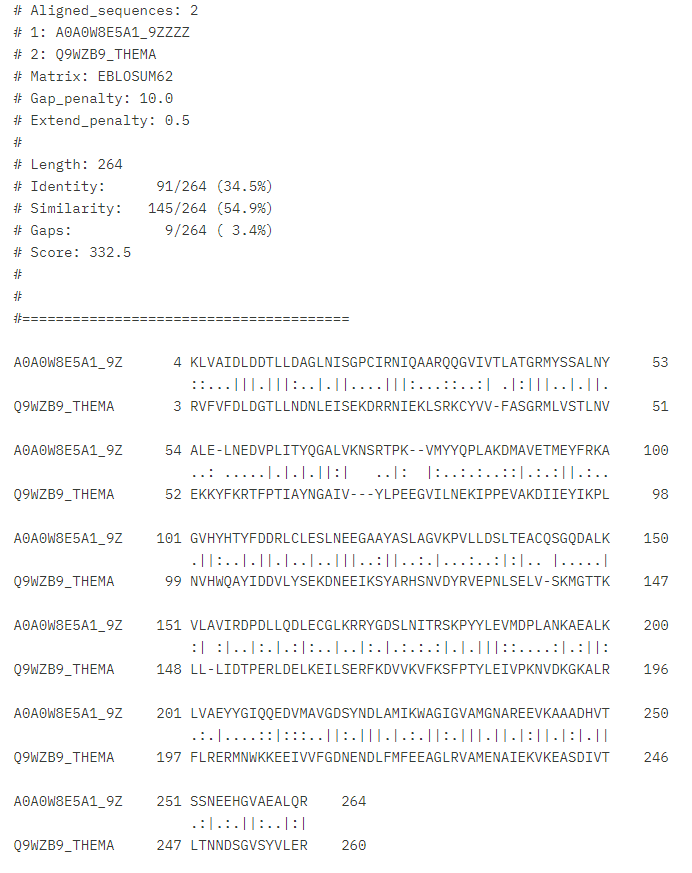 # Aligned_sequences: 2
# 1: A0A0W8E5A1_9ZZZZ
# 2: Q9WZB9_THEMA
# Matrix: EBLOSUM62
# Gap_penalty: 10.0
# Extend_penalty: 0.5
#
# Length: 264
# Identity:      91/264 (34.5%)
# Similarity:   145/264 (54.9%)
# Gaps:           9/264 ( 3.4%)
# Score: 332.5
#
#
#=======================================
A0A0W8E5A1_9Z      4 KLVAIDLDDTLLDAGLNISGPCIRNIQAARQQGVIVTLATGRMYSSALNY     53
                     ::...|||.|||:..|.||....|||:...::..:| .|:|||..|.||.
Q9WZB9_THEMA       3 RVFVFDLDGTLLNDNLEISEKDRRNIEKLSRKCYVV-FASGRMLVSTLNV     51
A0A0W8E5A1_9Z     54 ALE-LNEDVPLITYQGALVKNSRTPK--VMYYQPLAKDMAVETMEYFRKA    100
                     ..: .....|.|.|.||:|   ..|:  |:..:.:..::|.:.:||.:..
Q9WZB9_THEMA      52 EKKYFKRTFPTIAYNGAIV---YLPEEGVILNEKIPPEVAKDIIEYIKPL     98
A0A0W8E5A1_9Z    101 GVHYHTYFDDRLCLESLNEEGAAYASLAGVKPVLLDSLTEACQSGQDALK    150
                     .||:..|.||.|..|..|||..:||..:.|...:..:|:|.. |.....|
Q9WZB9_THEMA      99 NVHWQAYIDDVLYSEKDNEEIKSYARHSNVDYRVEPNLSELV-SKMGTTK    147
A0A0W8E5A1_9Z    151 VLAVIRDPDLLQDLECGLKRRYGDSLNITRSKPYYLEVMDPLANKAEALK    200
                     :| :|..|:.|.:|:..|..|:.|.:.:.:|.|.|||::....:|.:||:
Q9WZB9_THEMA     148 LL-LIDTPERLDELKEILSERFKDVVKVFKSFPTYLEIVPKNVDKGKALR    196
A0A0W8E5A1_9Z    201 LVAEYYGIQQEDVMAVGDSYNDLAMIKWAGIGVAMGNAREEVKAAADHVT    250
                     .:.|....::|:::..||:.|||.|.:.||:.|||.||.|:||.|:|.||
Q9WZB9_THEMA     197 FLRERMNWKKEEIVVFGDNENDLFMFEEAGLRVAMENAIEKVKEASDIVT    246
A0A0W8E5A1_9Z    251 SSNEEHGVAEALQR    264
                     .:|.:.||:..|:|
Q9WZB9_THEMA     247 LTNNDSGVSYVLER    260